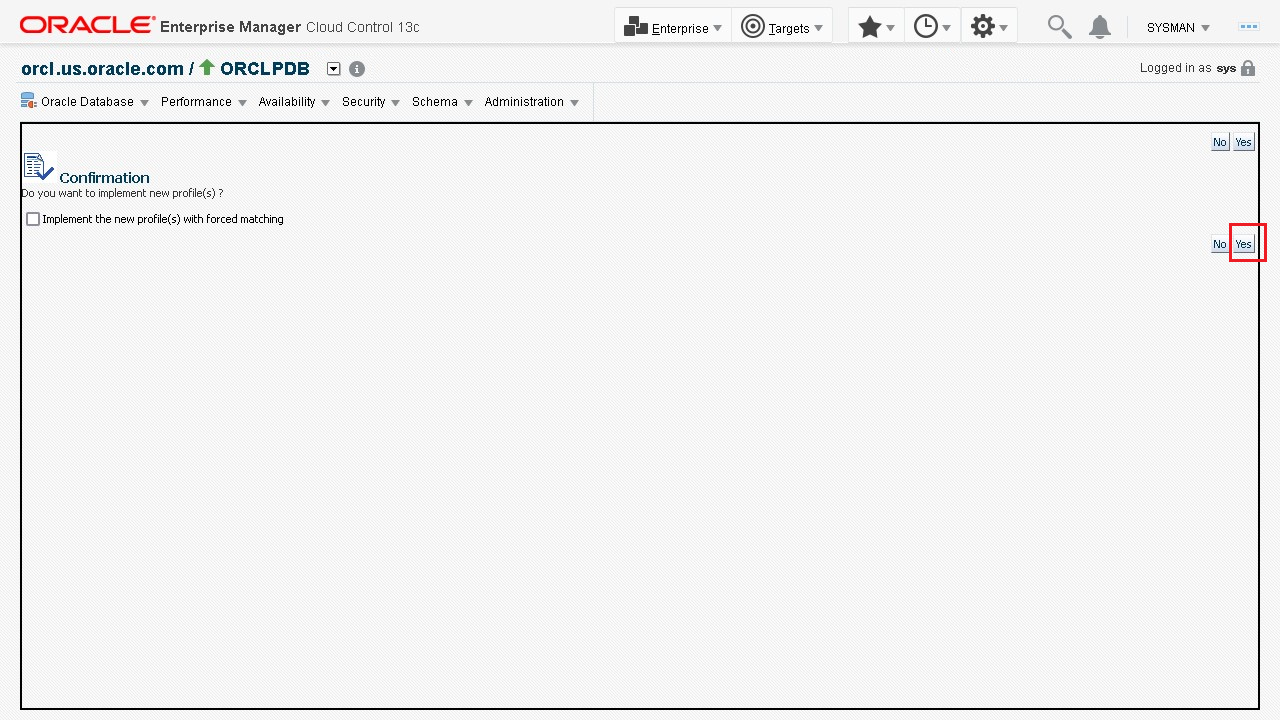 ORACLE® Enterprise Manager Cloud Control 13c Enterprise Targets SYSMAN
orcl.us.oracle.com / ORCLPDB Logged in as sys
Oracle Database Performance Availability Security Schema Administration
No Yes
Confirmation
Do you want to implement new profile(s) ?
Implement the new profile(s) with forced matching
No Yes